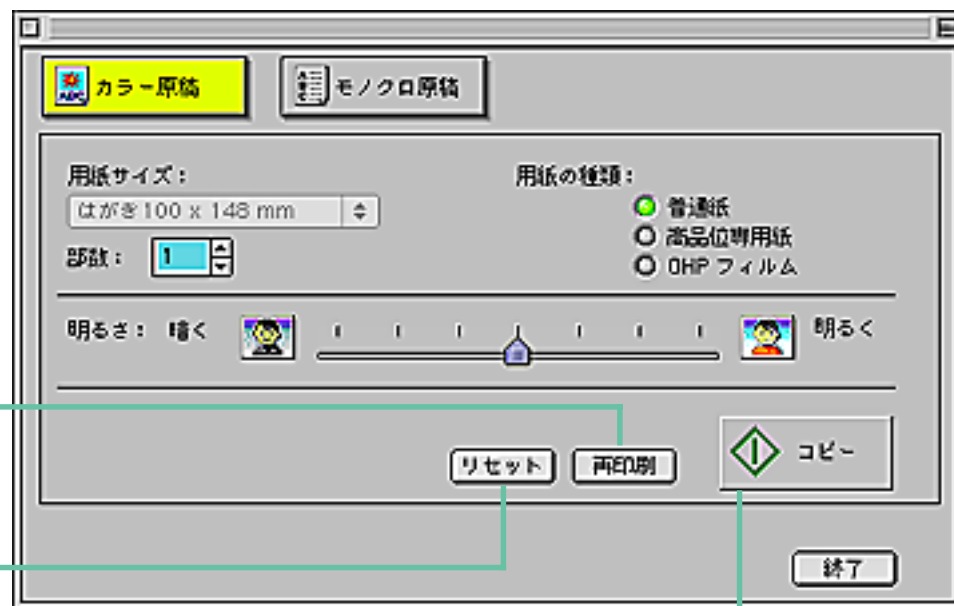 カラー原稿
モノクロ原稿
用紙サイズ：
はがき 100 x 148 mm
部数： 1
用紙の種類：
普通紙
高品位専用紙
OHP フィルム
明るさ： 暗く 明るく
リセット 再印刷 コピー
終了